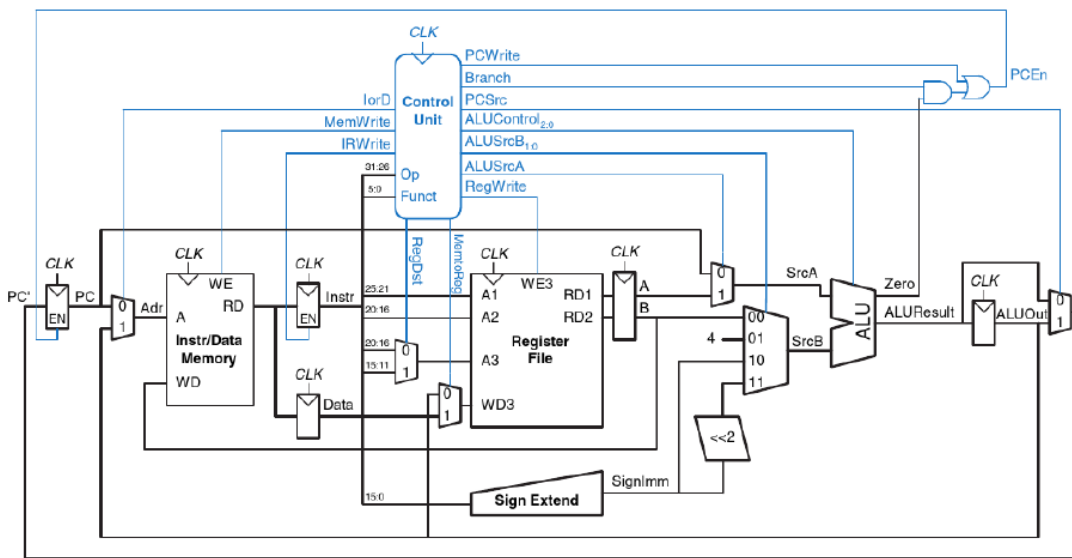 CLK
PCWrite
Branch
PCEn
PCSrc
IorD
Control
Unit
ALUControl2:0
MemWrite
ALUSrcB1:0
IRWrite
ALUSrcA
31:26
Op
RegWrite
5:0
Funct
RegDst
MemtoReg
CLK
CLK
CLK
CLK
CLK
CLK
PC'
EN
PC
0
1
Adr
WE
RD
A
Instr/Data
Memory
WD
EN
Instr
25:21
20:16
20:16
15:11
0
1
A1
A2
A3
WD3
WE3
RD1
RD2
Register
File
A
B
0
1
SrcA
4
00
01
10
11
SrcB
ALU
Zero
ALUResult
CLK
ALUOut
0
1
CLK
Data
0
1
<<2
SignImm
15:0
Sign Extend